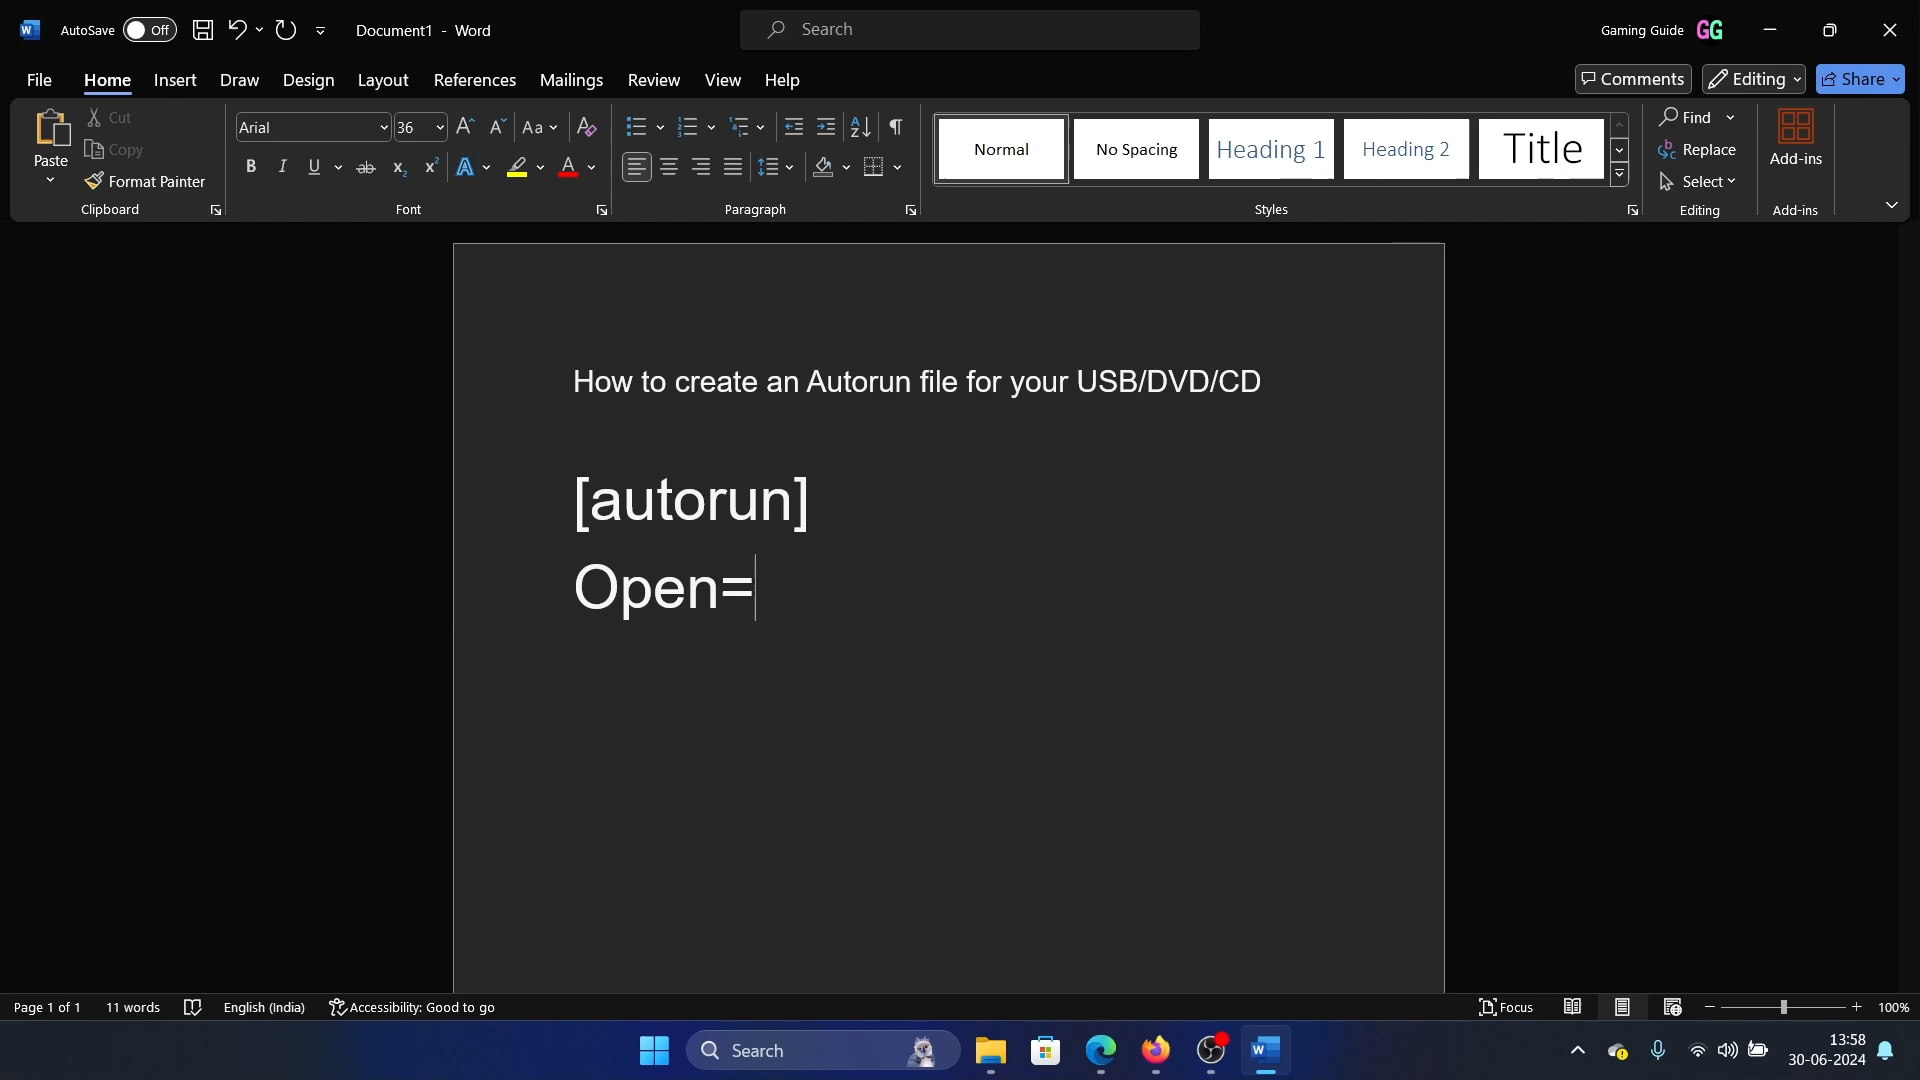 AutoSave Off Document1 - Word Search Gaming Guide GG
File Home Insert Draw Design Layout References Mailings Review View Help Comments Editing Share
Paste Cut Copy Format Painter Clipboard
Arial 36 Aa Font
Paragraph
Normal No Spacing Heading 1 Heading 2 Title Styles
Find Replace Select Editing
Add-ins Add-ins
How to create an Autorun file for your USB/DVD/CD
[autorun]
Open=
Page 1 of 1 11 words English (India) Accessibility: Good to go Focus 100%
Search 13:58
30-06-2024